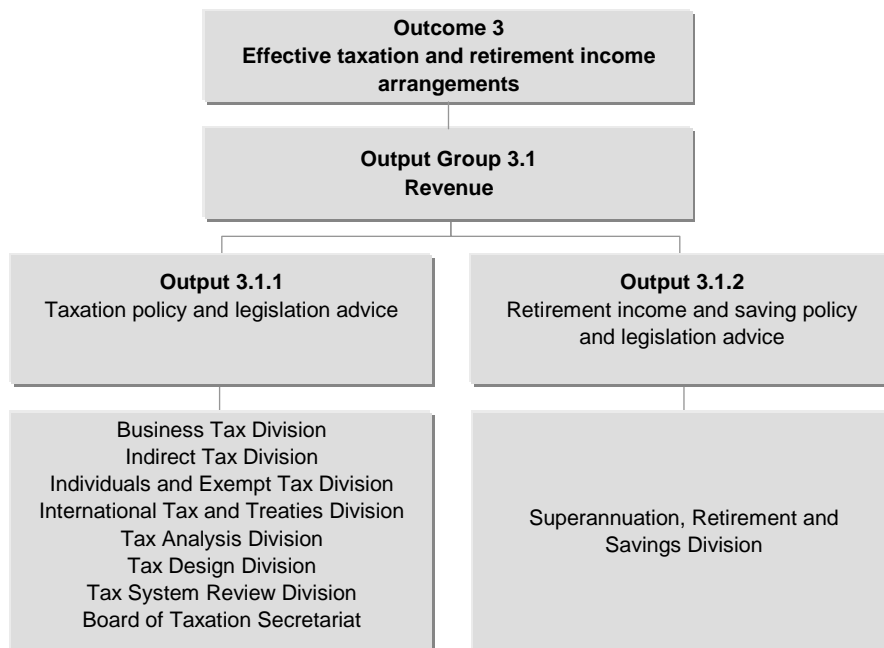 Outcome 3
Effective taxation and retirement income
arrangements
Output Group 3.1
Revenue
Output 3.1.1
Taxation policy and legislation advice
Output 3.1.2
Retirement income and saving policy
and legislation advice
Business Tax Division
Indirect Tax Division
Individuals and Exempt Tax Division
International Tax and Treaties Division
Tax Analysis Division
Tax Design Division
Tax System Review Division
Board of Taxation Secretariat
Superannuation, Retirement and
Savings Division